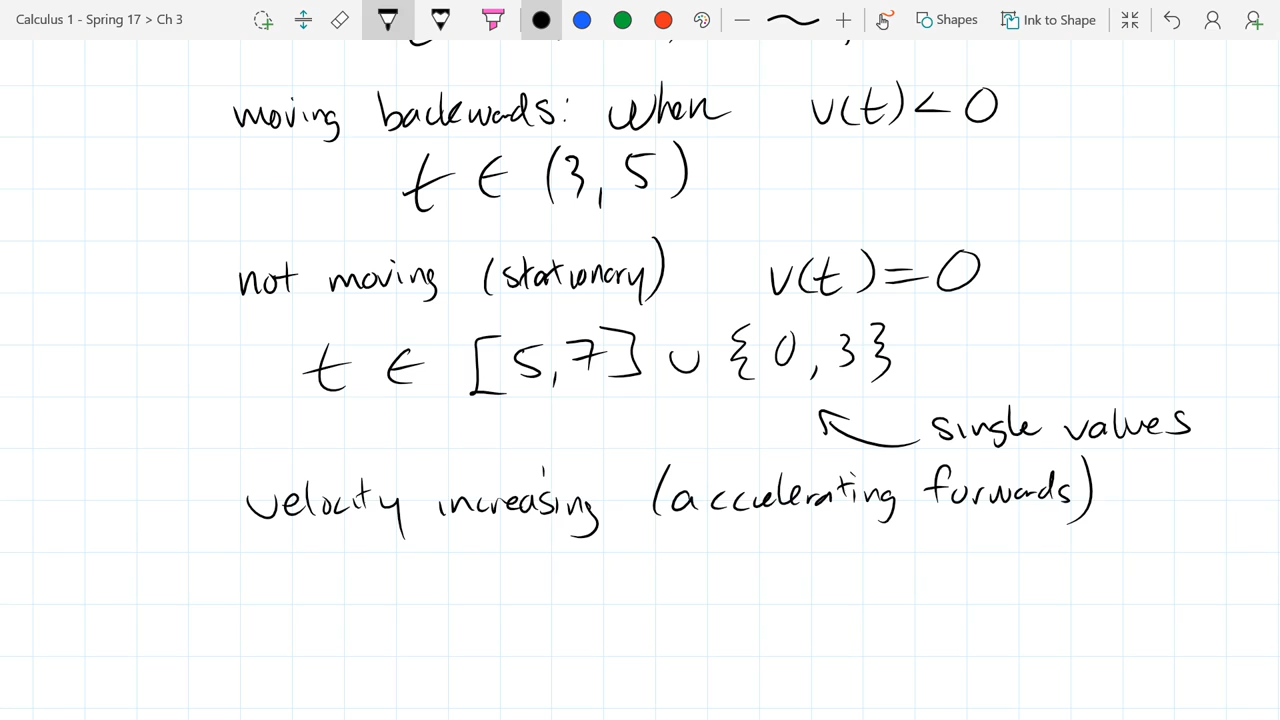 Calculus 1 - Spring 17 > Ch 3
Shapes
Ink to Shape
moving backwads: when v(t) < 0
t ∈ (3, 5)
not moving (stationary) v(t) = 0
t ∈ [5, 7] ∪ {0, 3}
single values
velocity increasing (accelerating forwards)